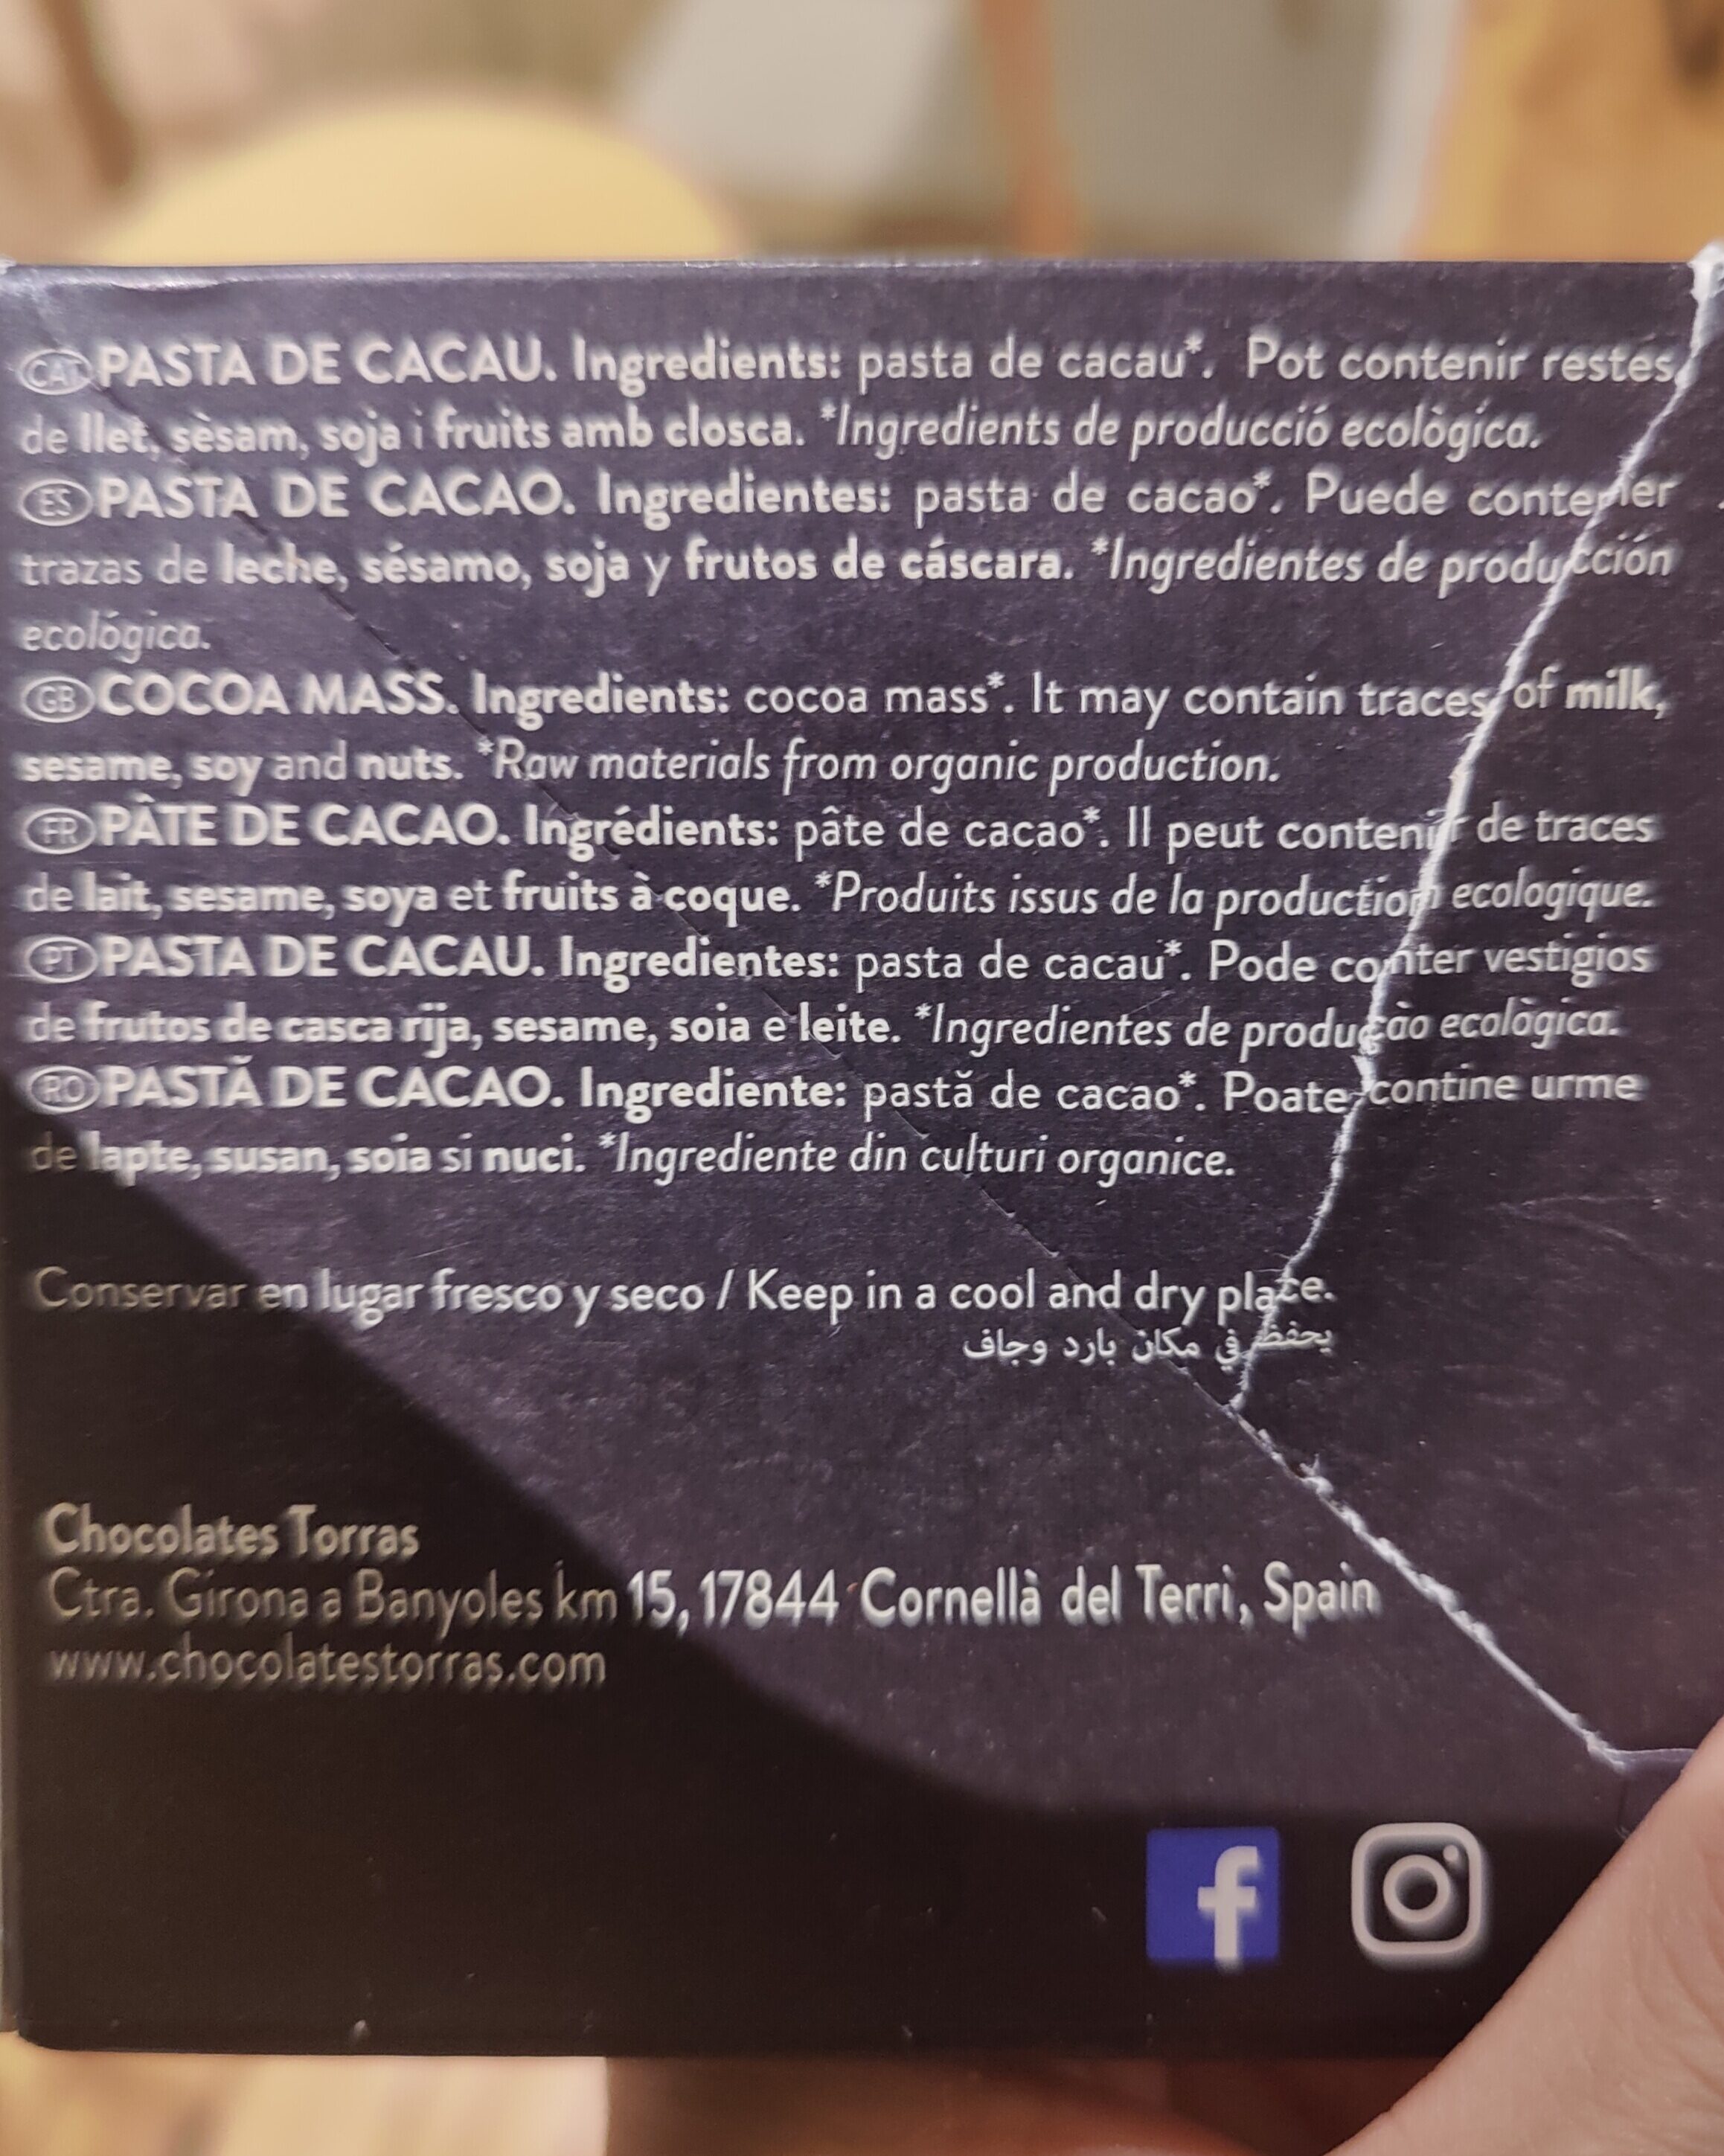 CAT PASTA DE CACAU. Ingredients: pasta de cacau*. Pot contenir restes
de llet, sèsam, soja i fruits amb closca. *Ingredients de producció ecològica.
ES PASTA DE CACAO. Ingredientes: pasta de cacao*. Puede contener
trazas de leche, sésamo, soja y frutos de cáscara. *Ingredientes de producción
ecológica.
GB COCOA MASS. Ingredients: cocoa mass*. It may contain traces of milk,
sesame, soy and nuts. *Raw materials from organic production.
FR PÂTE DE CACAO. Ingrédients: pâte de cacao*. Il peut contenir de traces
de lait, sesame, soya et fruits à coque. *Produits issus de la production ecologique.
PT PASTA DE CACAU. Ingredientes: pasta de cacau*. Pode conter vestigios
de frutos de casca rija, sesame, soia e leite. *Ingredientes de produção ecològica.
RO PASTĂ DE CACAO. Ingrediente: pastă de cacao*. Poate contine urme
de lapte, susan, soia si nuci. *Ingrediente din culturi organice.
Conservar en lugar fresco y seco / Keep in a cool and dry place.
يحفظ في مكان بارد وجاف
Chocolates Torras
Ctra. Girona a Banyoles km 15, 17844 Cornellà del Terri, Spain
www.chocolatestorras.com
f